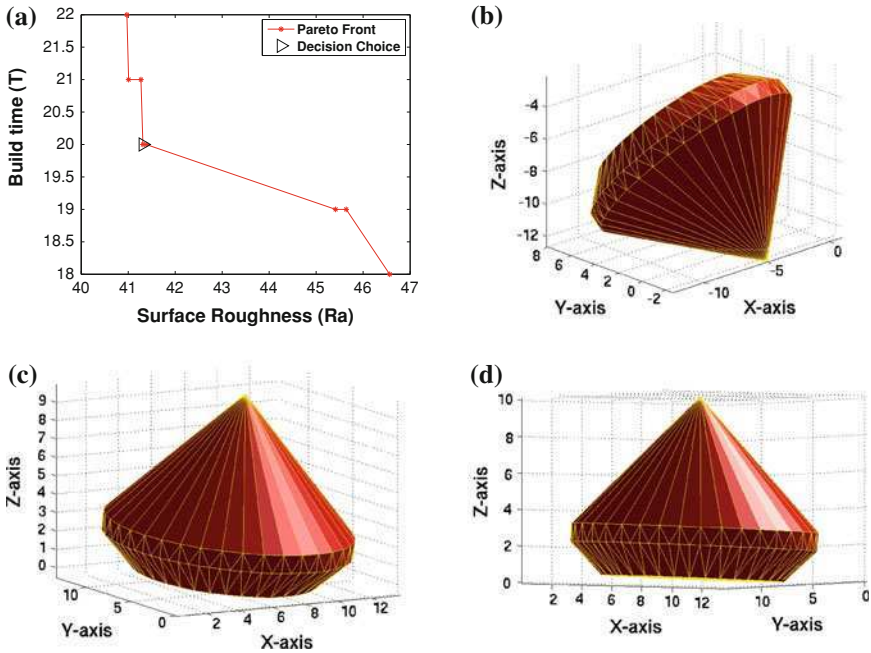 (a)
22
21.5
21
20.5
20
19.5
19
18.5
18
Build time (T)
40 41 42 43 44 45 46 47
Surface Roughness (Ra)
Pareto Front
Decision Choice
(b)
-4
-6
-8
-10
-12
Z-axis
8 6 4 2 0 -2
Y-axis
-10 -5 0
X-axis
(c)
9
8
7
6
5
4
3
2
1
0
Z-axis
10 5 0
Y-axis
2 4 6 8 10 12
X-axis
(d)
10
8
6
4
2
0
Z-axis
2 4 6 8 10 12
X-axis
10 5 0
Y-axis